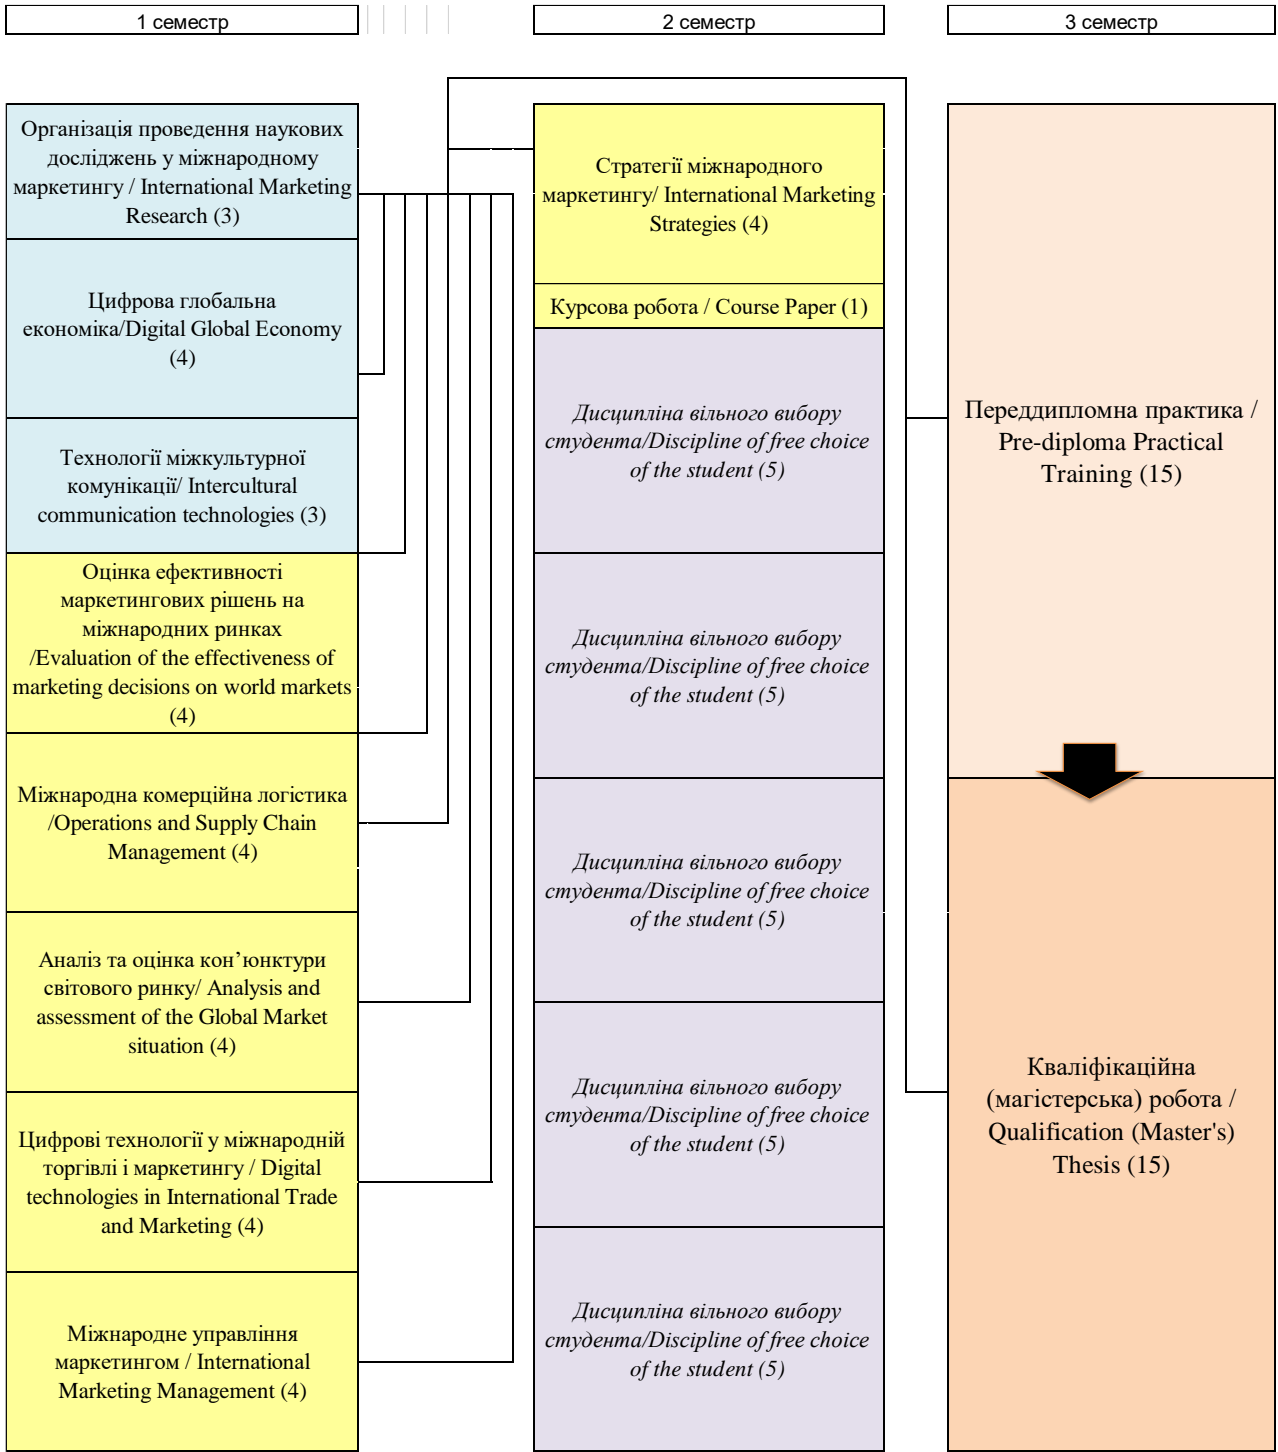 1 семестр
2 семестр
3 семестр
Організація проведення наукових
досліджень у міжнародному
маркетингу / International Marketing
Research (3)
Цифрова глобальна
економіка/Digital Global Economy
(4)
Технології міжкультурної
комунікації/ Intercultural
communication technologies (3)
Оцінка ефективності
маркетингових рішень на
міжнародних ринках
/Evaluation of the effectiveness of
marketing decisions on world markets
(4)
Міжнародна комерційна логістика
/Operations and Supply Chain
Management (4)
Аналіз та оцінка кон’юнктури
світового ринку/ Analysis and
assessment of the Global Market
situation (4)
Цифрові технології у міжнародній
торгівлі і маркетингу / Digital
technologies in International Trade
and Marketing (4)
Міжнародне управління
маркетингом / International
Marketing Management (4)
Стратегії міжнародного
маркетингу/ International Marketing
Strategies (4)
Курсова робота / Course Paper (1)
Дисципліна вільного вибору
студента/Discipline of free choice
of the student (5)
Дисципліна вільного вибору
студента/Discipline of free choice
of the student (5)
Дисципліна вільного вибору
студента/Discipline of free choice
of the student (5)
Дисципліна вільного вибору
студента/Discipline of free choice
of the student (5)
Дисципліна вільного вибору
студента/Discipline of free choice
of the student (5)
Переддипломна практика /
Pre-diploma Practical
Training (15)
Кваліфікаційна
(магістерська) робота /
Qualification (Master's)
Thesis (15)